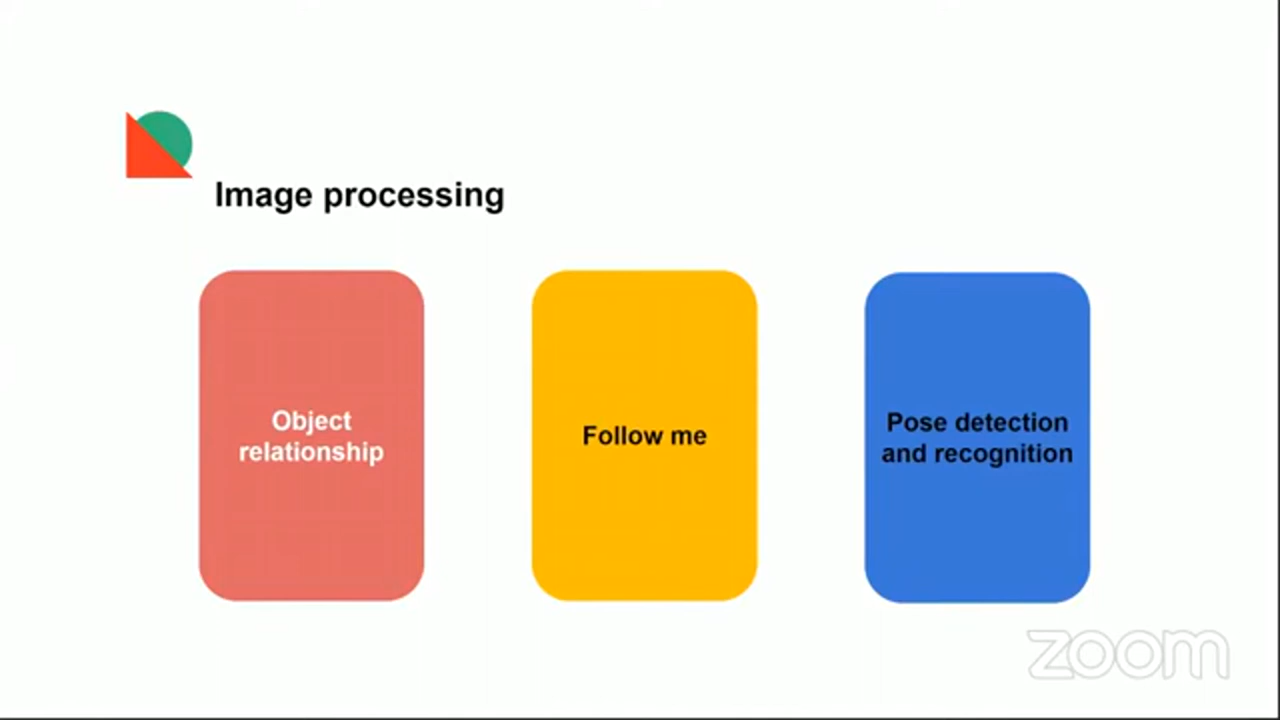 Image processing
Object
relationship
Follow me
Pose detection
and recognition
zoom